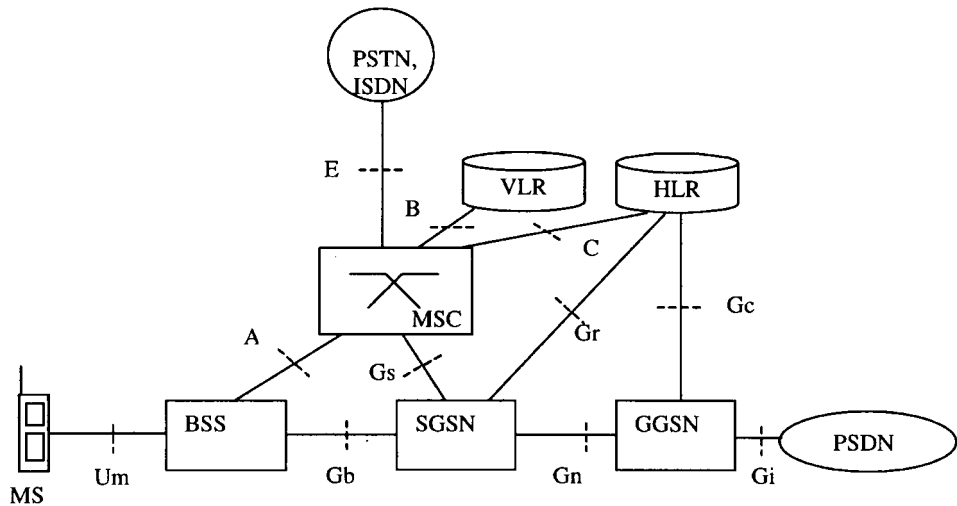 PSTN,
ISDN
E
VLR
HLR
B
C
MSC
A
Gs
Gr
Gc
BSS
SGSN
GGSN
PSDN
Um
Gb
Gn
Gi
MS